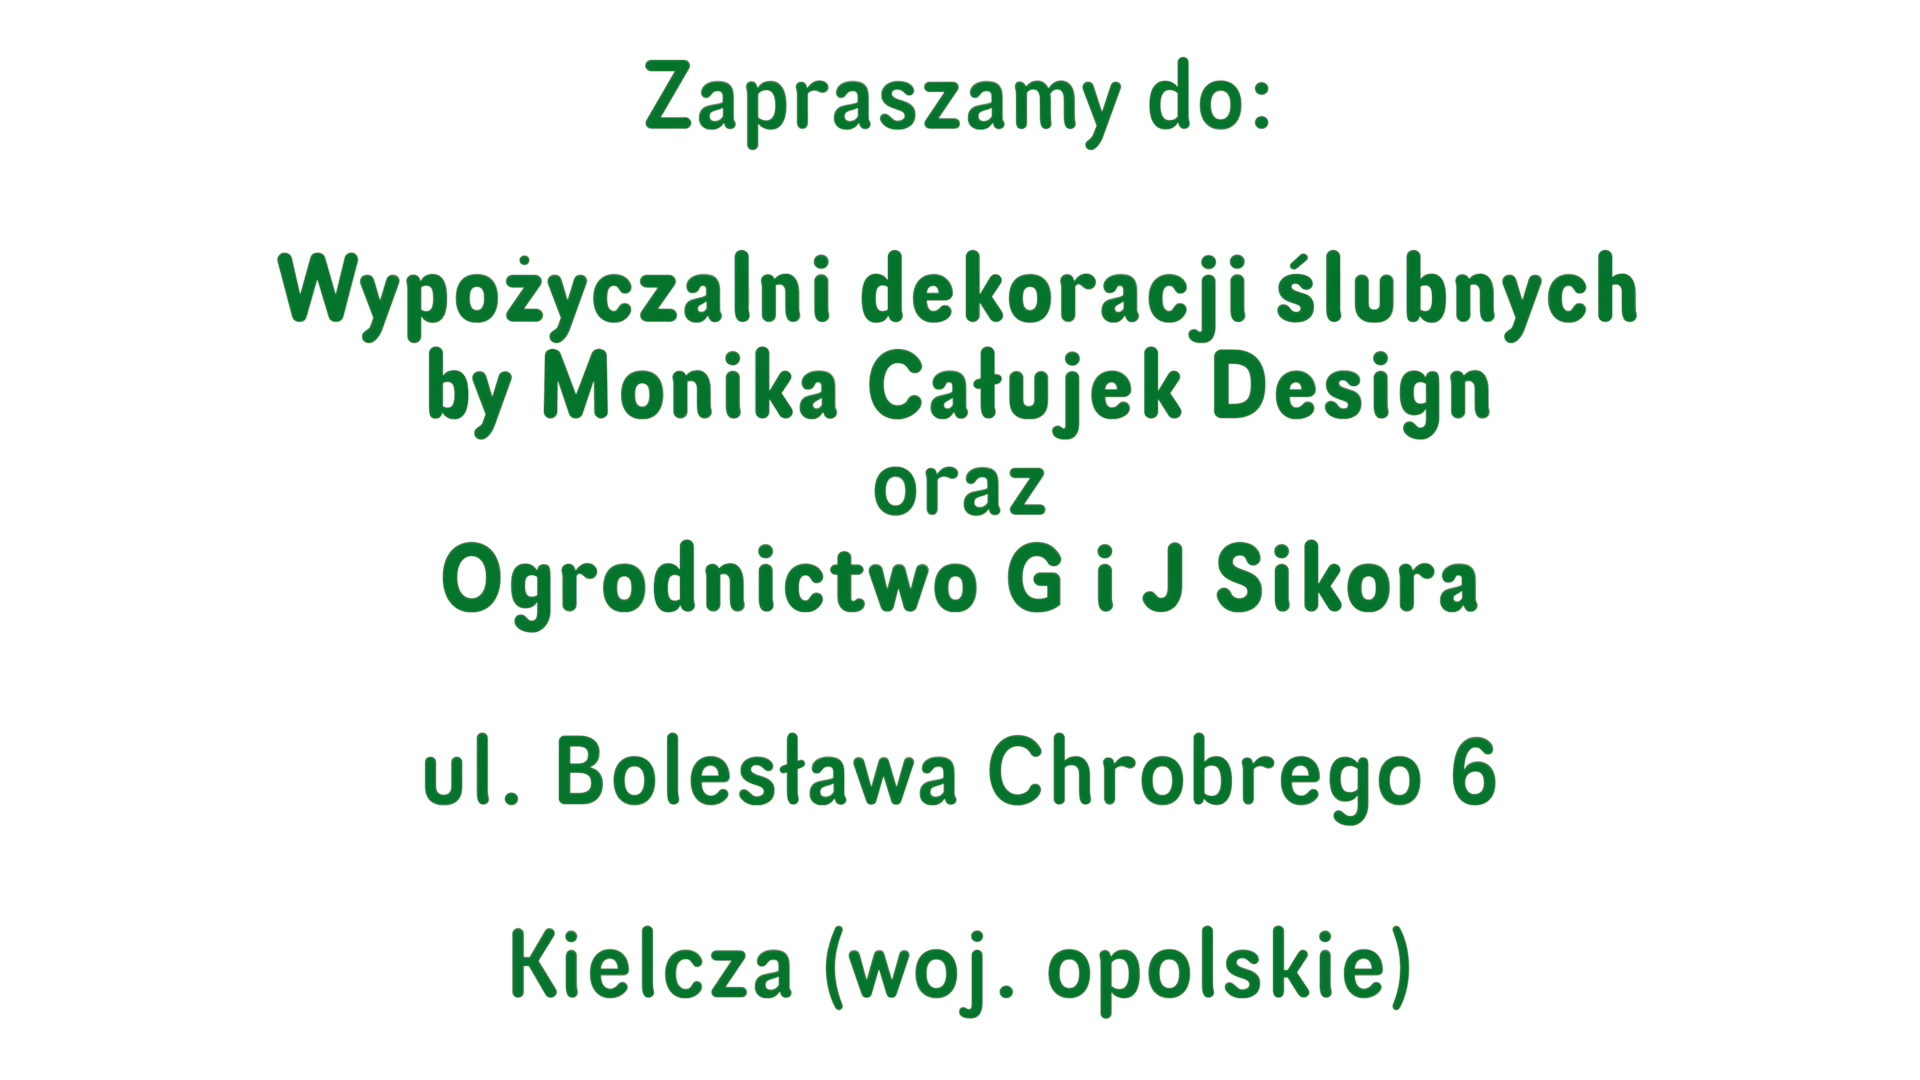 Zapraszamy do:
Wypożyczalni dekoracji ślubnych
by Monika Całujek Design
oraz
Ogrodnictwo G i J Sikora
ul. Bolesława Chrobrego 6
Kielcza (woj. opolskie)